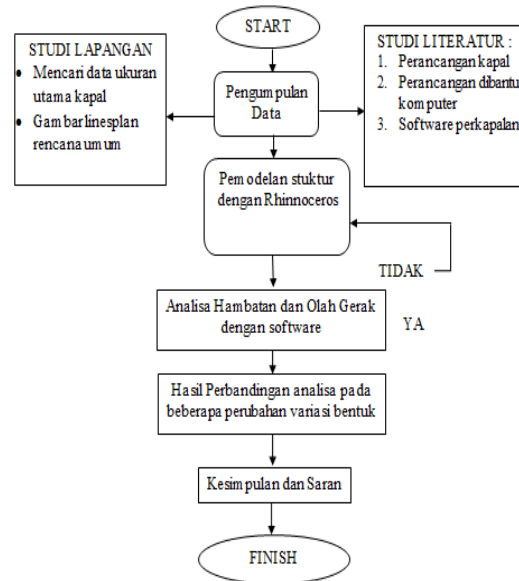 START
STUDI LAPANGAN
• Mencari data ukuran
utama kapal
• Gambar linesplan
rencana umum
Pengumpulan
Data
STUDI LITERATUR :
1. Perancangan kapal
2. Perancangan dibantu
komputer
3. Software perkapalan
Pemodelan stuktur
dengan Rhinnoceros
TIDAK
Analisa Hambatan dan Olah Gerak
dengan software
YA
Hasil Perbandingan analisa pada
beberapa perubahan variasi bentuk
Kesimpulan dan Saran
FINISH